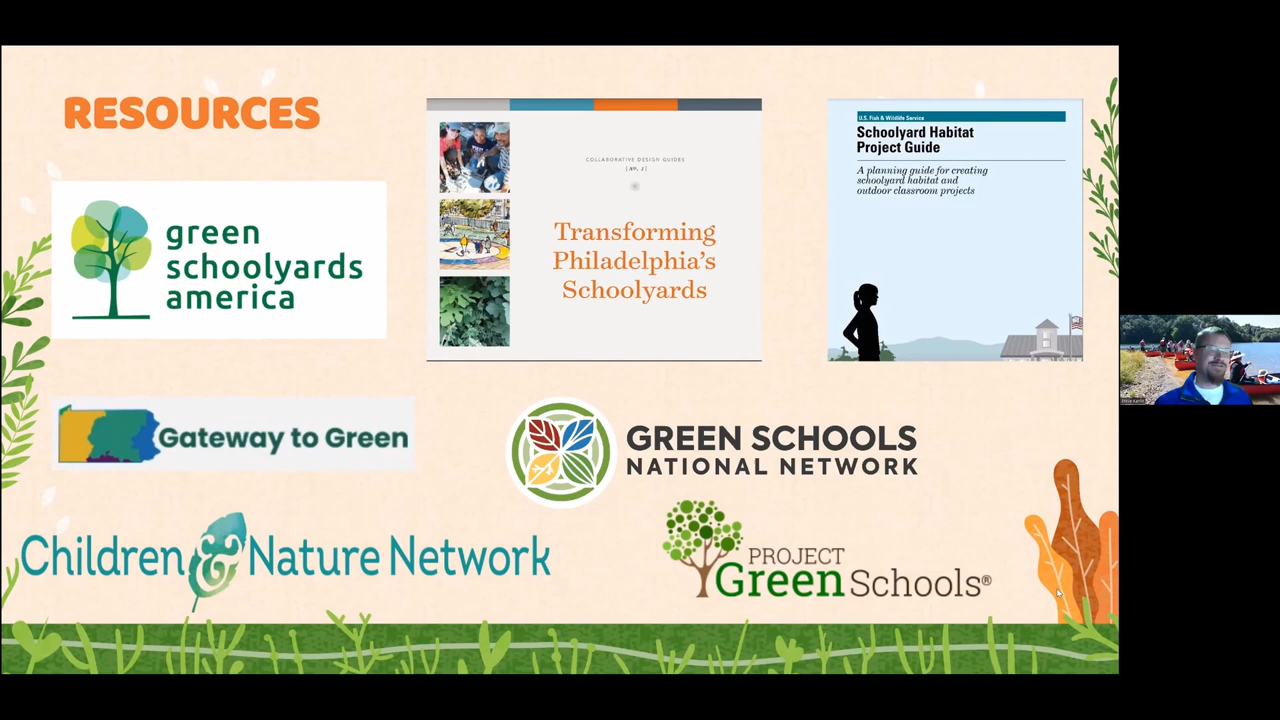 RESOURCES
green
schoolyards
america
COLLABORATIVE DESIGN GUIDES
Transforming
Philadelphia's
Schoolyards
U.S. Fish & Wildlife Service
Schoolyard Habitat
Project Guide
A planning guide for creating
schoolyard habitat and
outdoor classroom projects
Gateway to Green
GREEN SCHOOLS
NATIONAL NETWORK
Children & Nature Network
PROJECT
Green Schools®